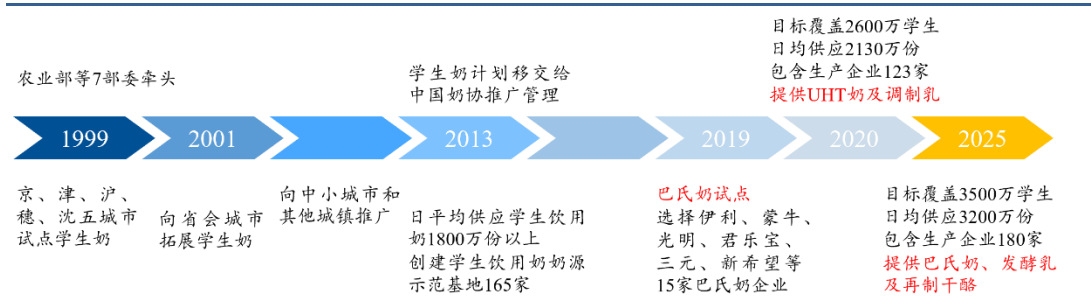 农业部等7部委牵头
学生奶计划移交给
中国奶协推广管理
目标覆盖2600万学生
日均供应2130万份
包含生产企业123家
提供UHT奶及调制乳
1999
2001
2013
2019
2020
2025
京、津、沪、
穗、沈五城市
试点学生奶
向省会城市
拓展学生奶
向中小城市和
其他城镇推广
日平均供应学生饮用
奶1800万份以上
创建学生饮用奶奶源
示范基地165家
巴氏奶试点
选择伊利、蒙牛、
光明、君乐宝、
三元、新希望等
15家巴氏奶企业
目标覆盖3500万学生
日均供应3200万份
包含生产企业180家
提供巴氏奶、发酵乳
及再制干酪